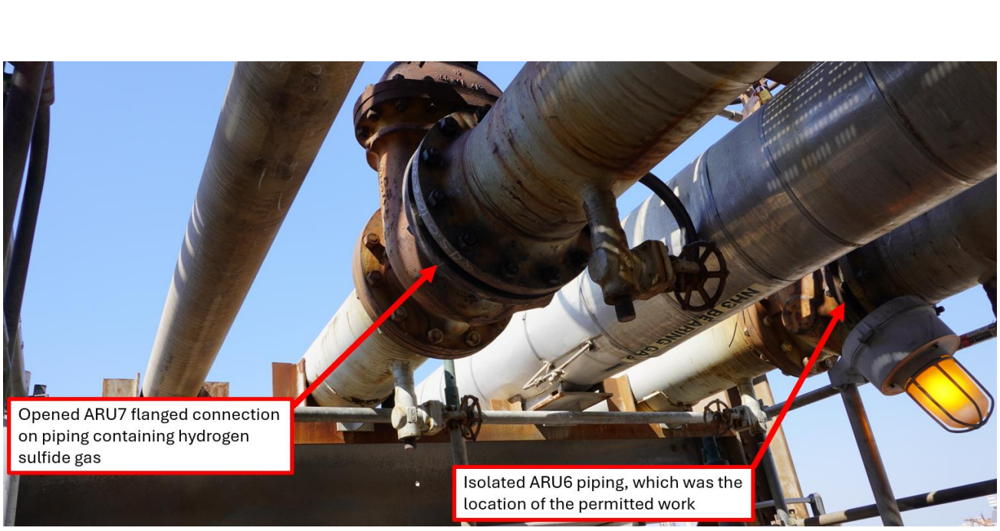 NH3 BEARING GAS
Opened ARU7 flanged connection
on piping containing hydrogen
sulfide gas
Isolated ARU6 piping, which was the
location of the permitted work